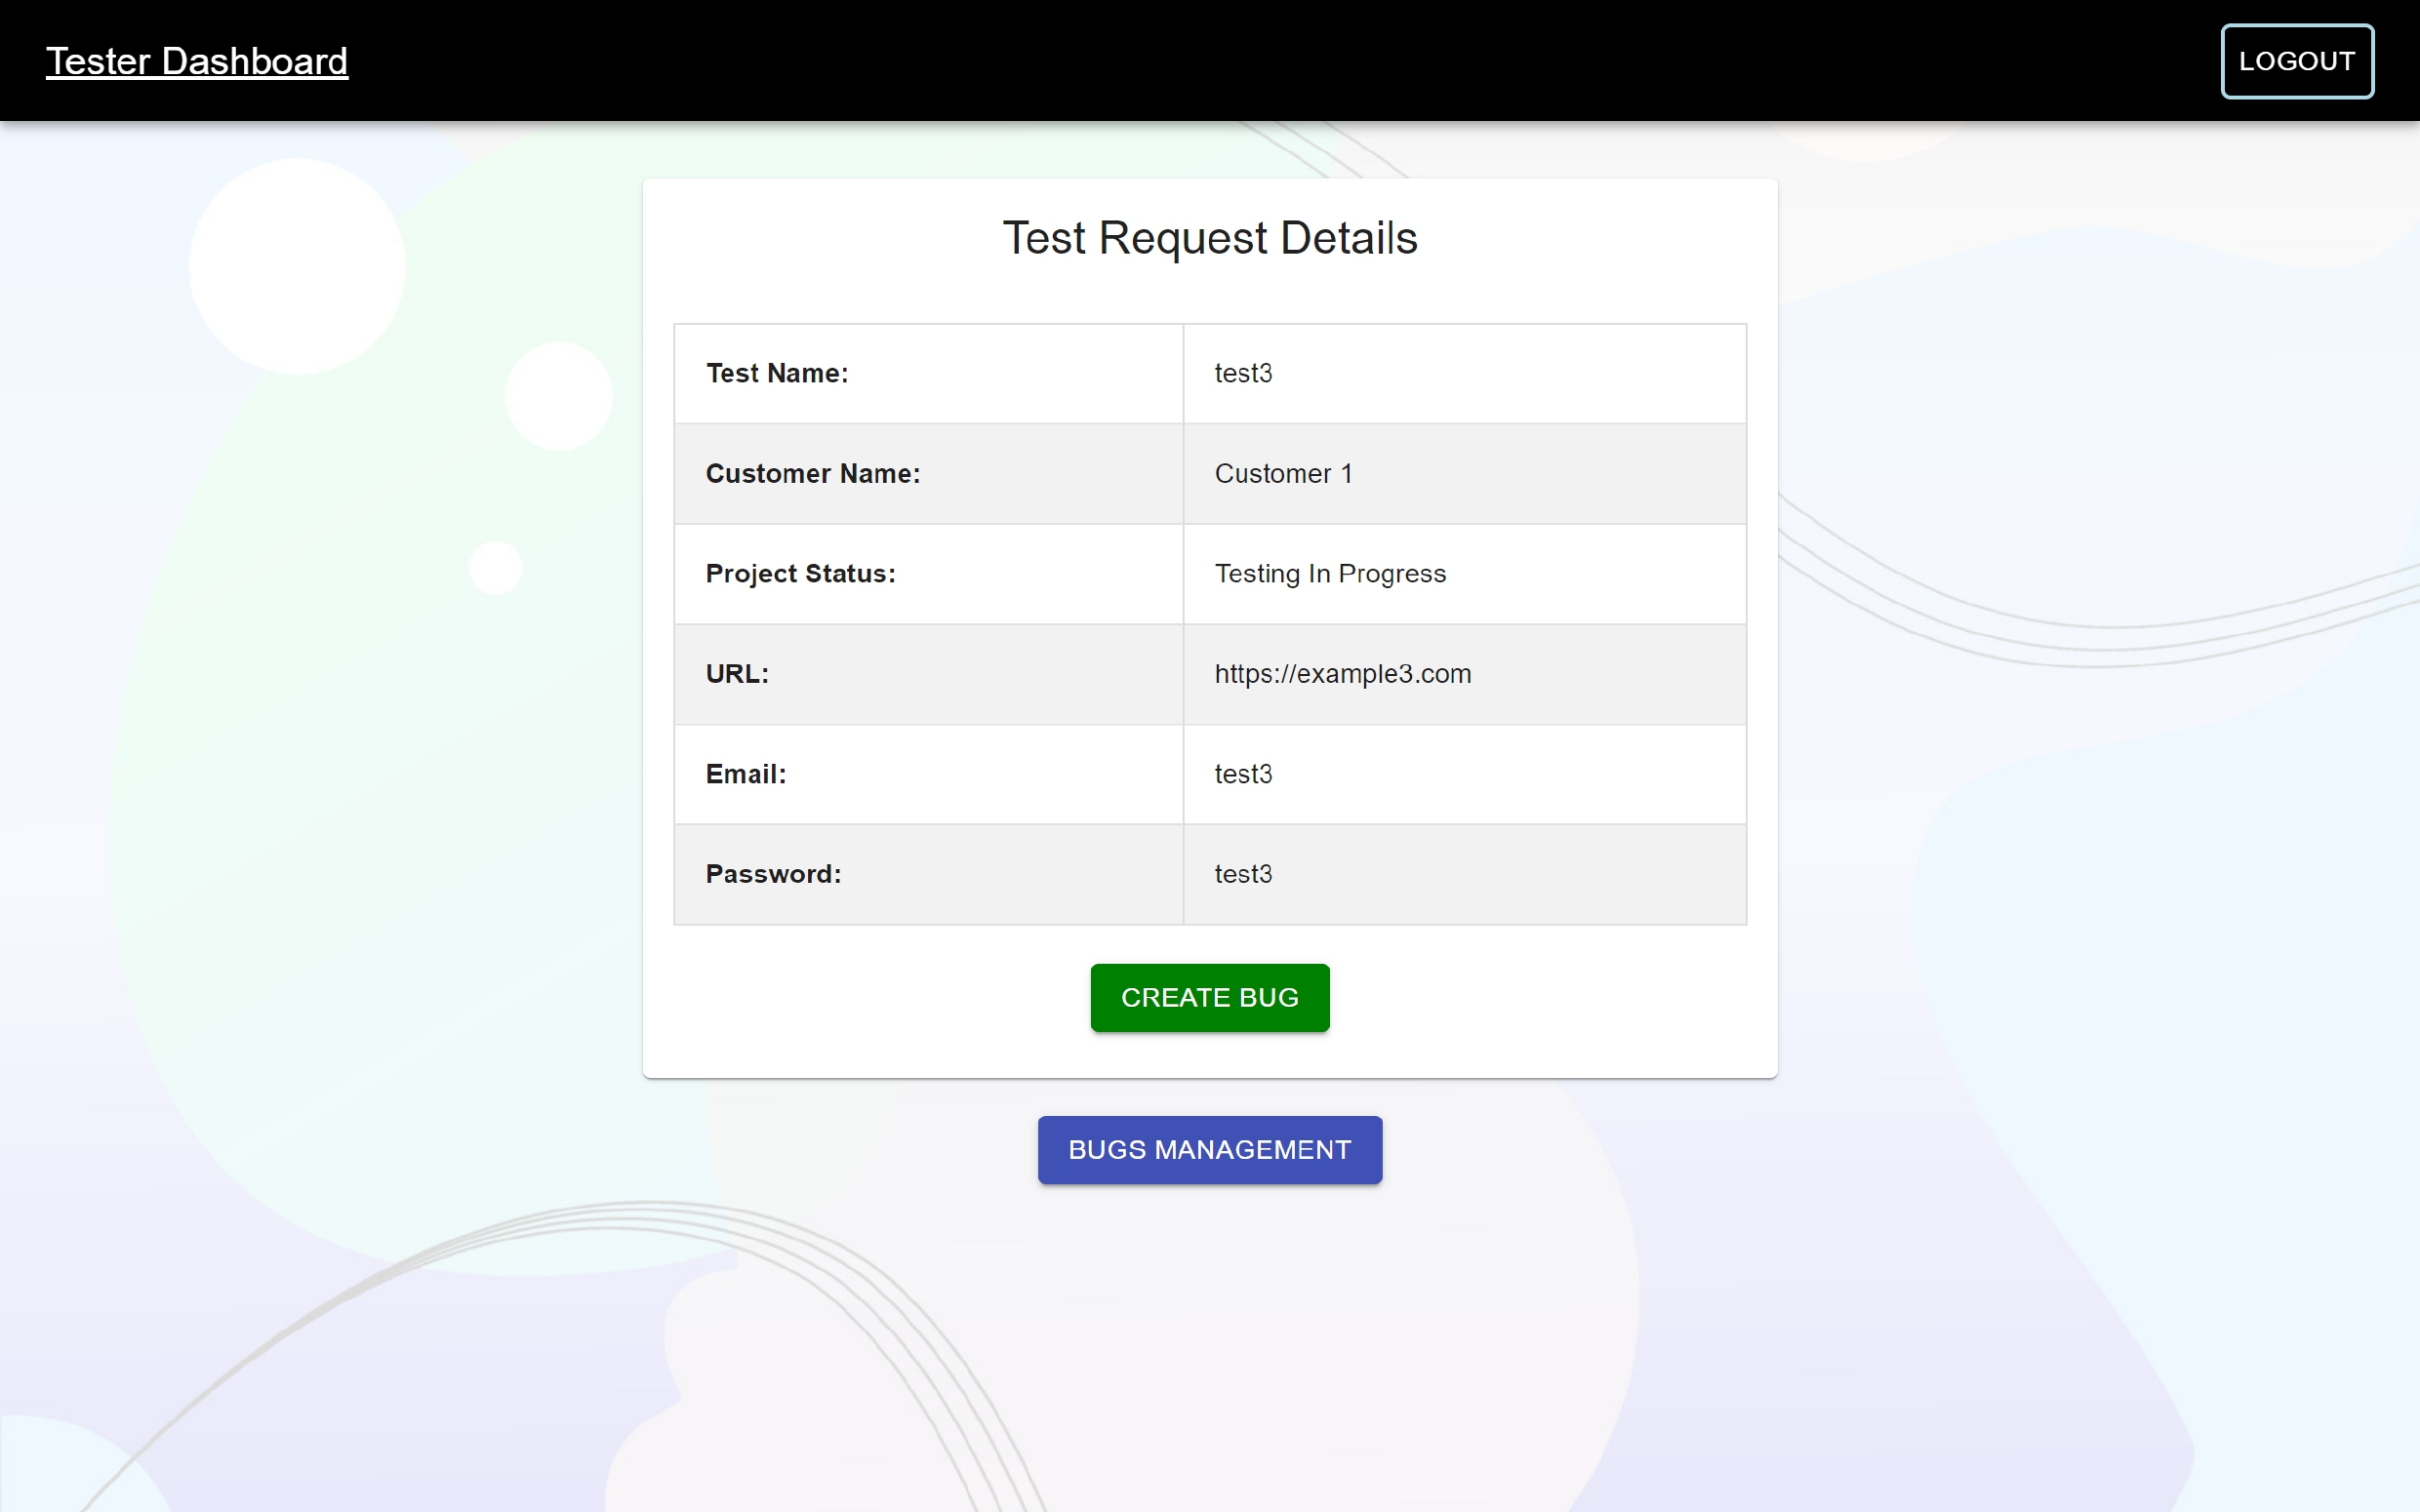 Tester Dashboard
LOGOUT
Test Request Details
Test Name: test3
Customer Name: Customer 1
Project Status: Testing In Progress
URL: https://example3.com
Email: test3
Password: test3
CREATE BUG
BUGS MANAGEMENT